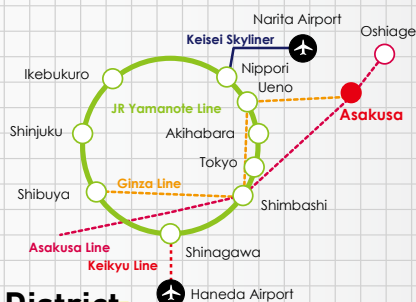 Narita Airport
Oshiage
Keisei Skyliner
Nippori
Ikebukuro
Ueno
JR Yamanote Line
Asakusa
Shinjuku
Akihabara
Tokyo
Ginza Line
Shibuya
Shimbashi
Asakusa Line
Shinagawa
Keikyu Line
Haneda Airport
District